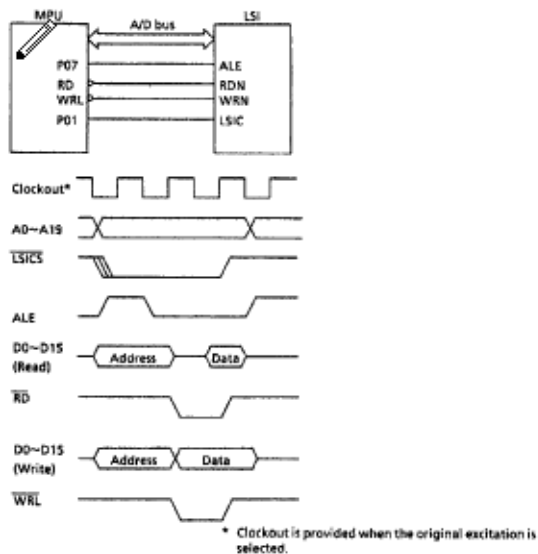 MPU
LSI
A/D bus
P07
ALE
RD
RDN
WRL
WRN
P01
LSIC
Clockout*
A0~A19
LSICS
ALE
D0~D15
(Read)
Address
Data
RD
D0~D15
(Write)
Address
Data
WRL
* Clockout is provided when the original excitation is
selected.